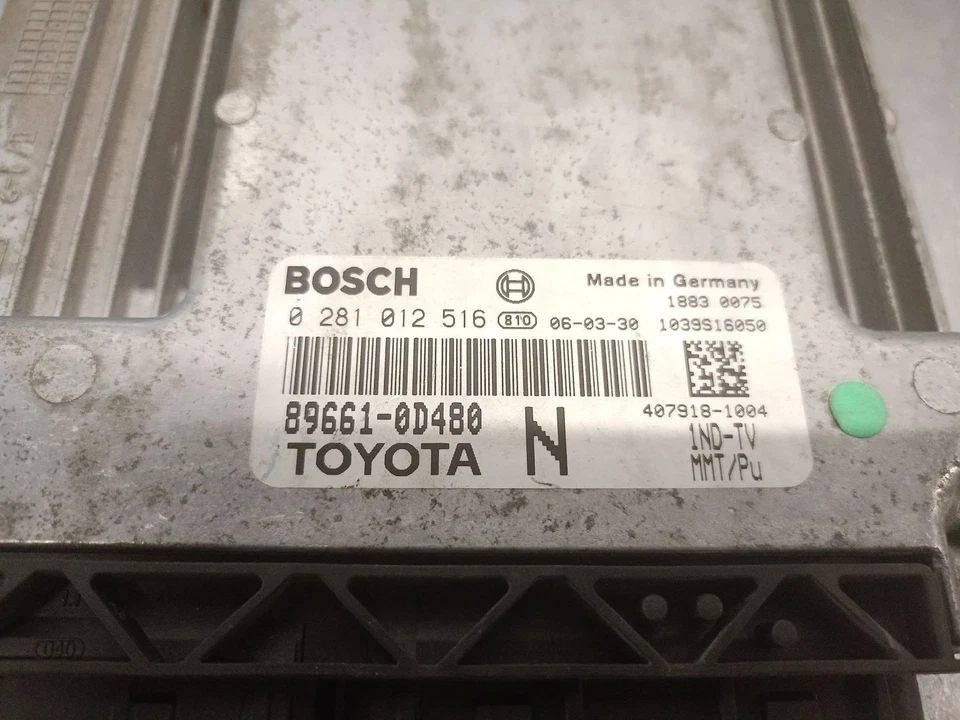 BOSCH
Made in Germany
1883 0075
0 281 012 516 810 06-03-30 1039S16050
407918-1004
89661-0D480
1ND-TV
TOYOTA N
MMT/Pu
040